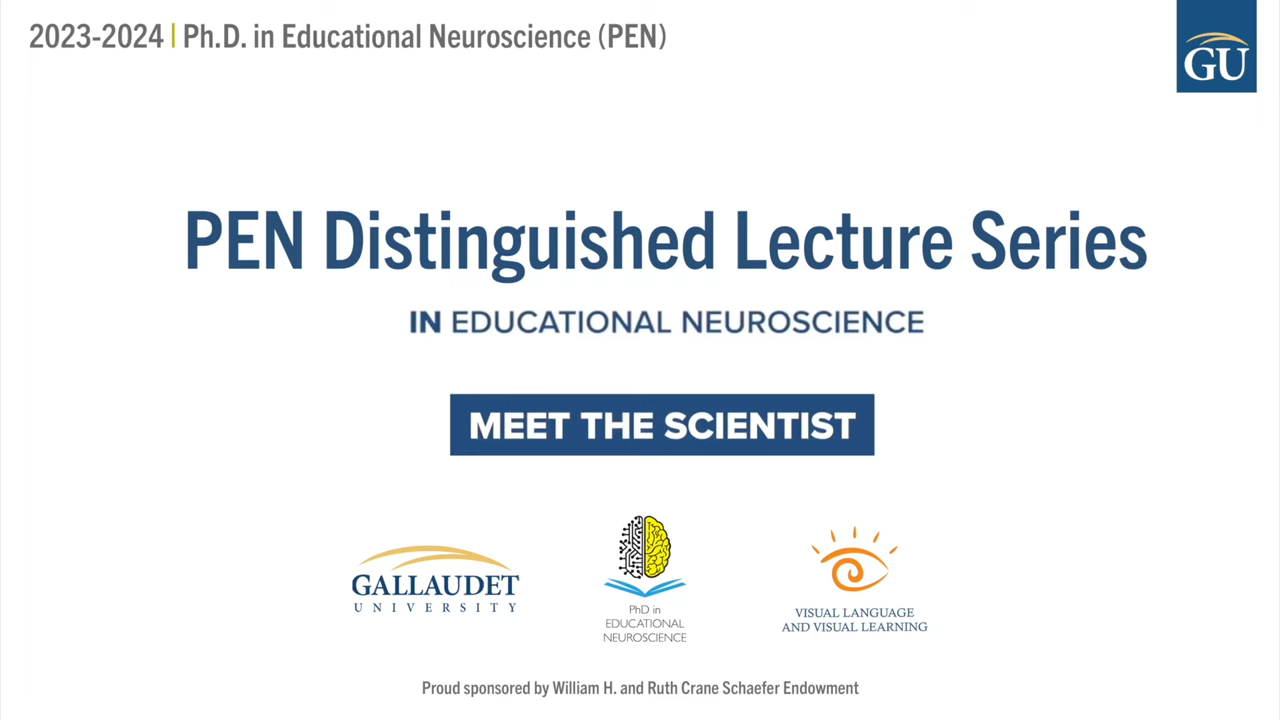 2023-2024 | Ph.D. in Educational Neuroscience (PEN)
GU
PEN Distinguished Lecture Series
IN EDUCATIONAL NEUROSCIENCE
MEET THE SCIENTIST
GALLAUDET
UNIVERSITY
PhD in
EDUCATIONAL
NEUROSCIENCE
VISUAL LANGUAGE
AND VISUAL LEARNING
Proud sponsored by William H. and Ruth Crane Schaefer Endowment